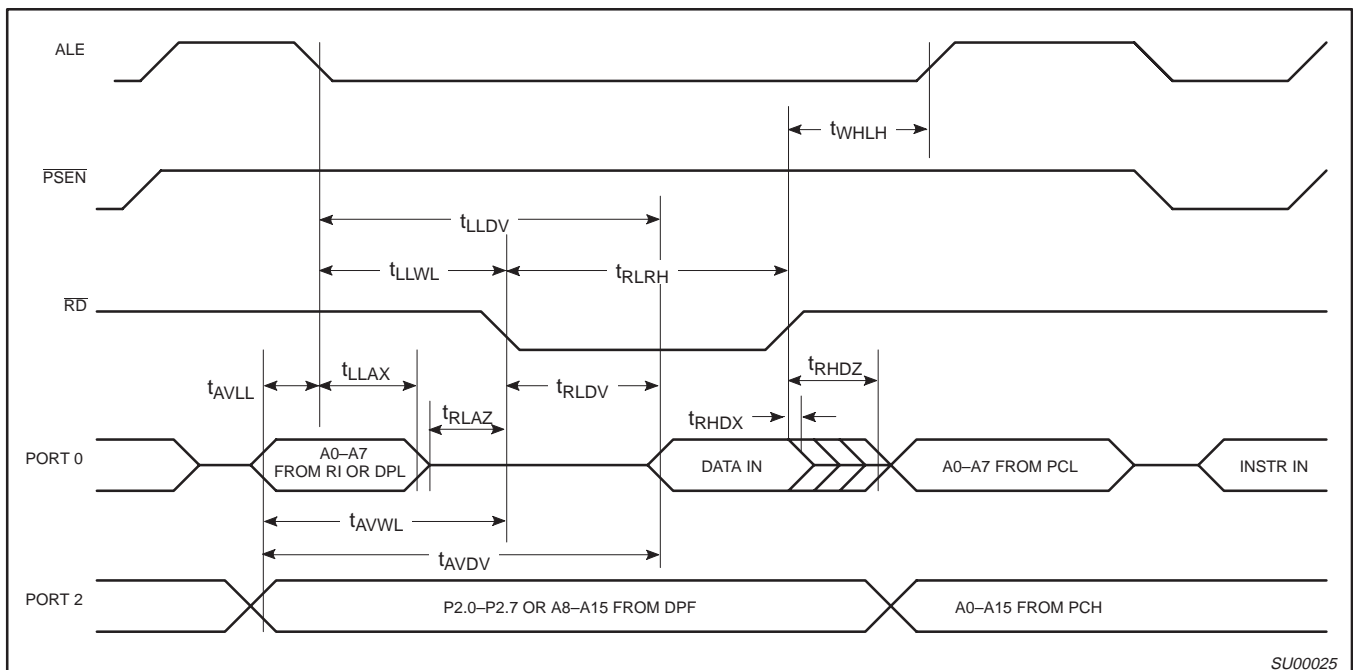 ALE
tWHLH
PSEN
tLLDV
tLLWL
tRLRH
RD
tAVLL
tLLAX
tRLDV
tRHDZ
tRLAZ
tRHDX
PORT 0
A0–A7
FROM RI OR DPL
DATA IN
A0–A7 FROM PCL
INSTR IN
tAVWL
tAVDV
PORT 2
P2.0–P2.7 OR A8–A15 FROM DPF
A0–A15 FROM PCH
SU00025